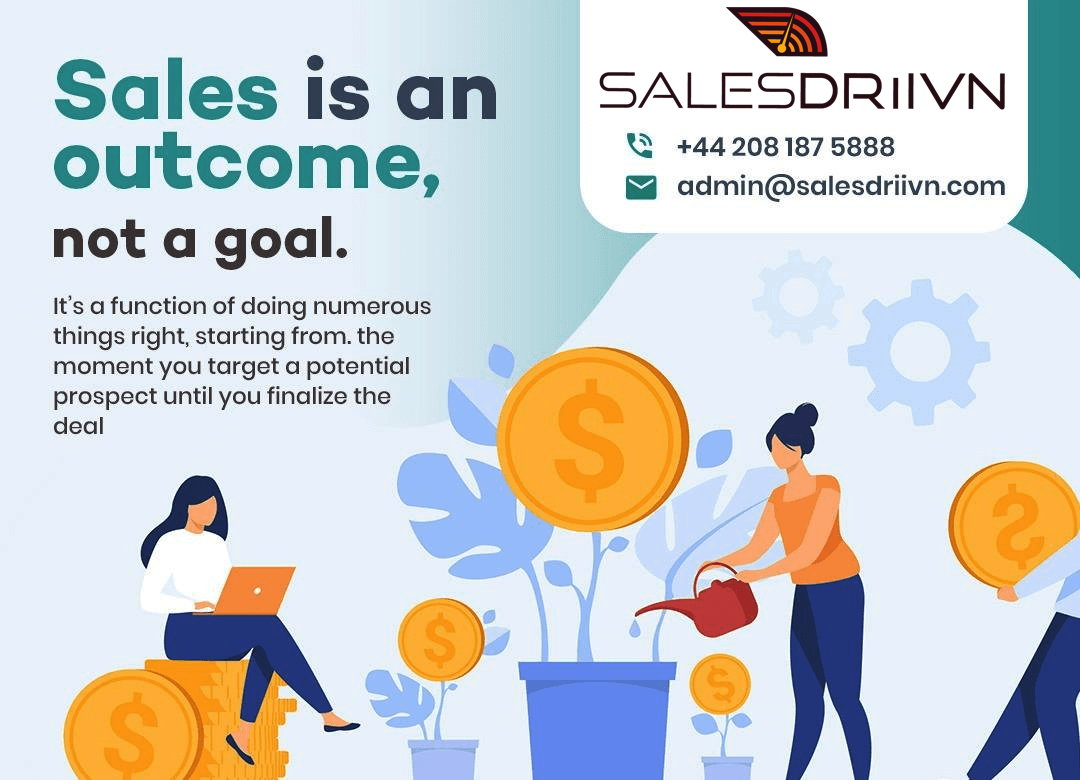 Sales is an
outcome,
not a goal.
It's a function of doing numerous
things right, starting from. the
moment you target a potential
prospect until you finalize the
deal
SALESDRIIVN
+44 208 187 5888
admin@salesdriivn.com
$
$
$
$
$